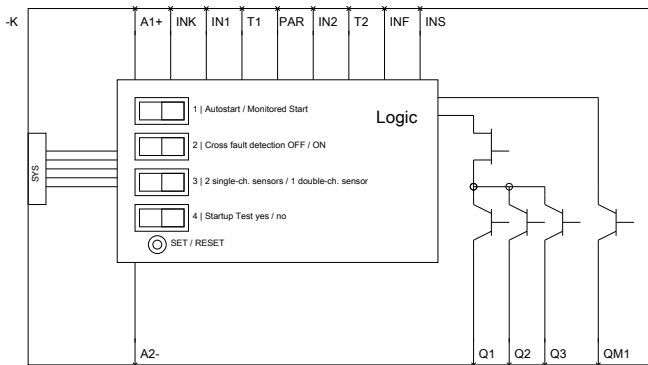 -K
A1+ INK IN1 T1 PAR IN2 T2 INF INS
1 | Autostart / Monitored Start
Logic
2 | Cross fault detection OFF / ON
SYS
3 | 2 single-ch. sensors / 1 double-ch. sensor
4 | Startup Test yes / no
SET / RESET
A2- Q1 Q2 Q3 QM1